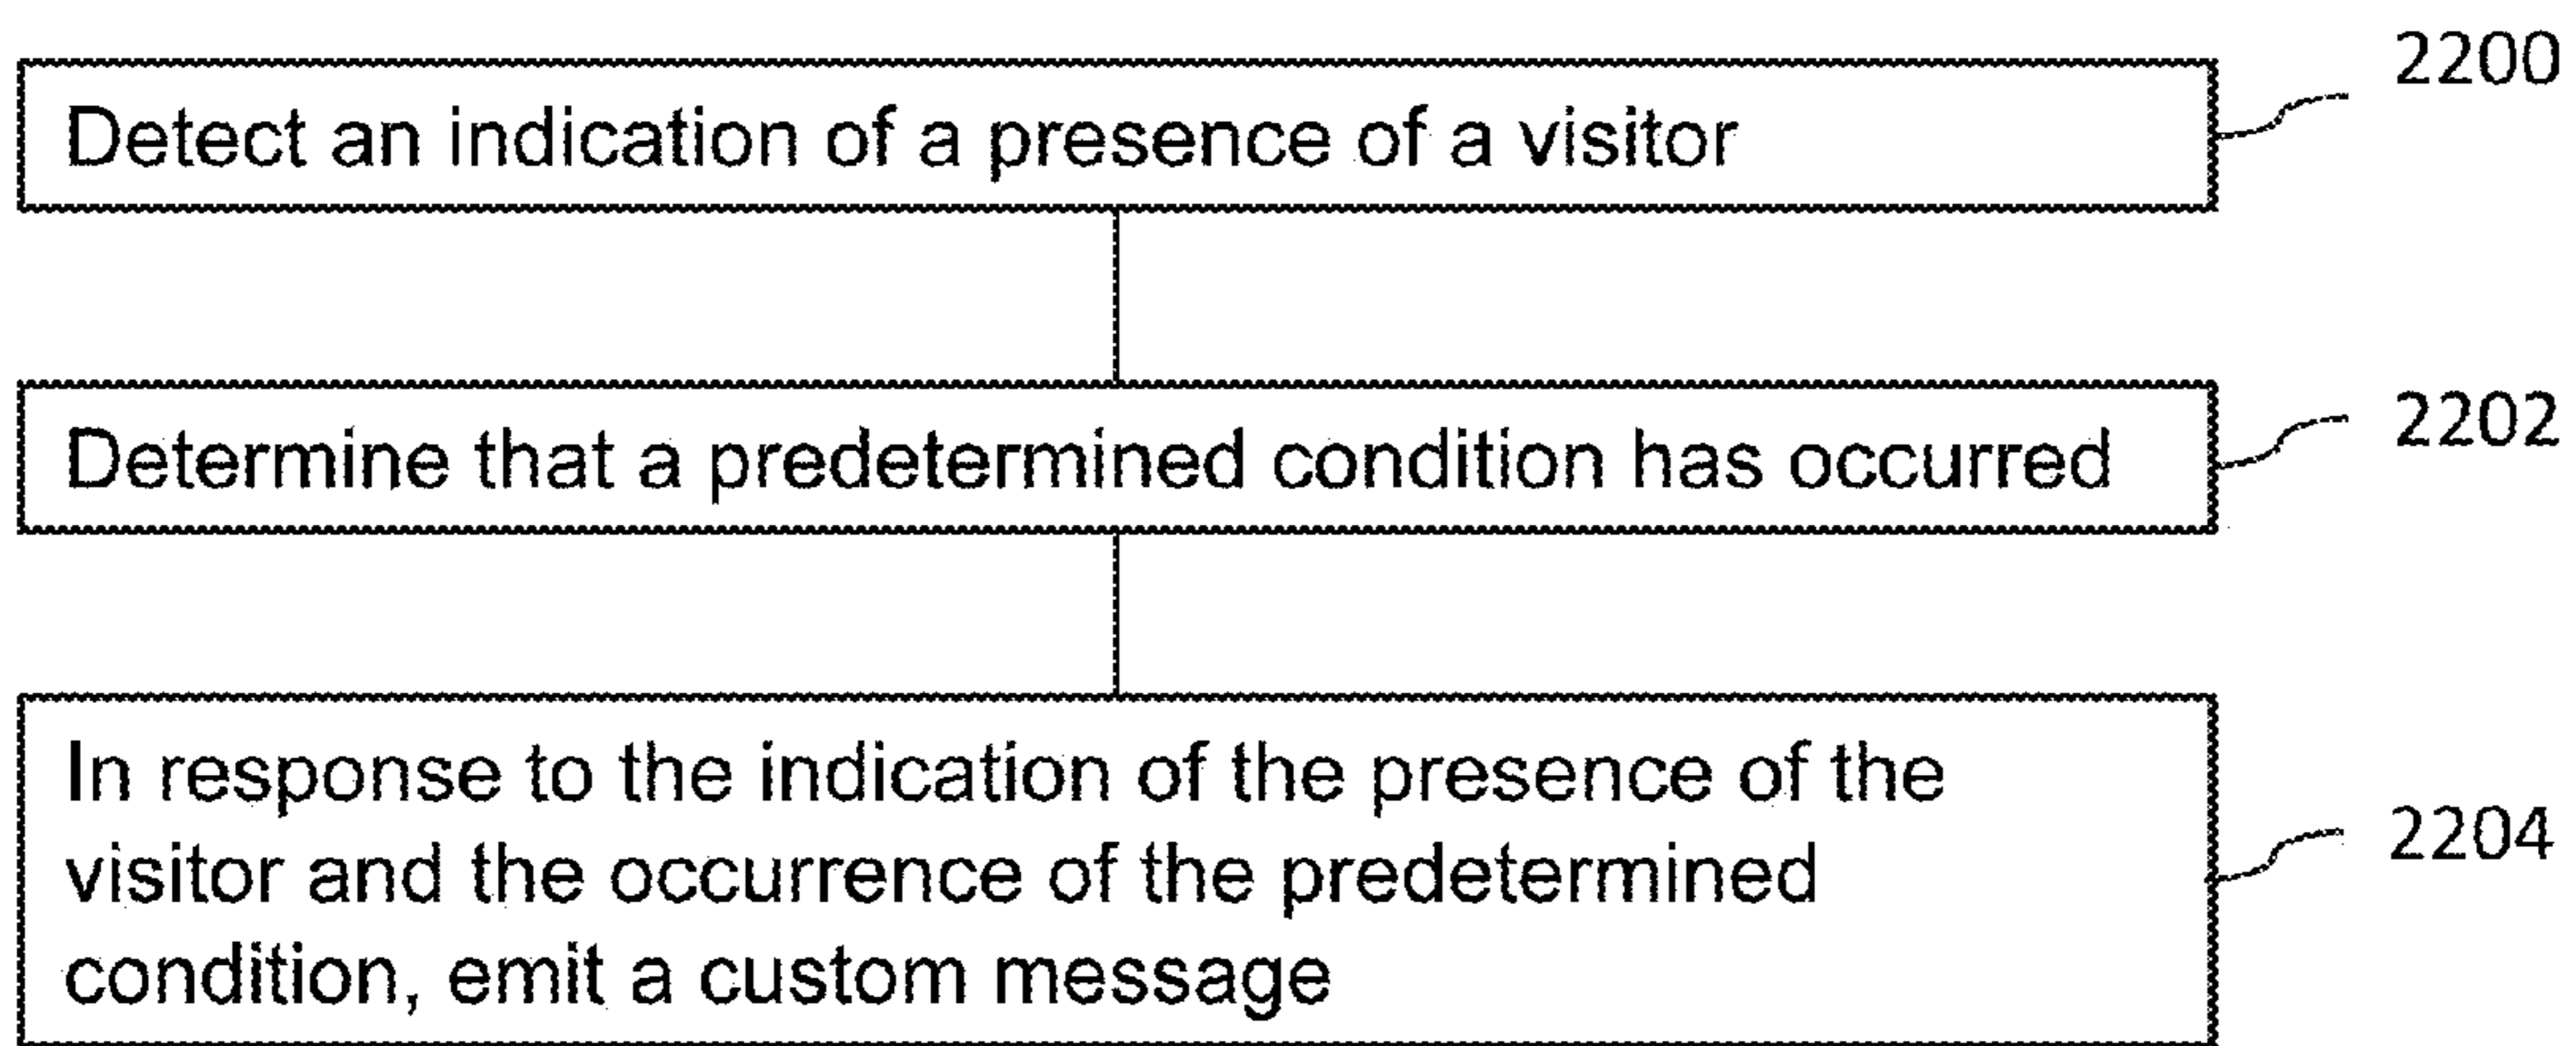 2200
Detect an indication of a presence of a visitor
2202
Determine that a predetermined condition has occurred
In response to the indication of the presence of the
visitor and the occurrence of the predetermined
2204
condition, emit a custom message